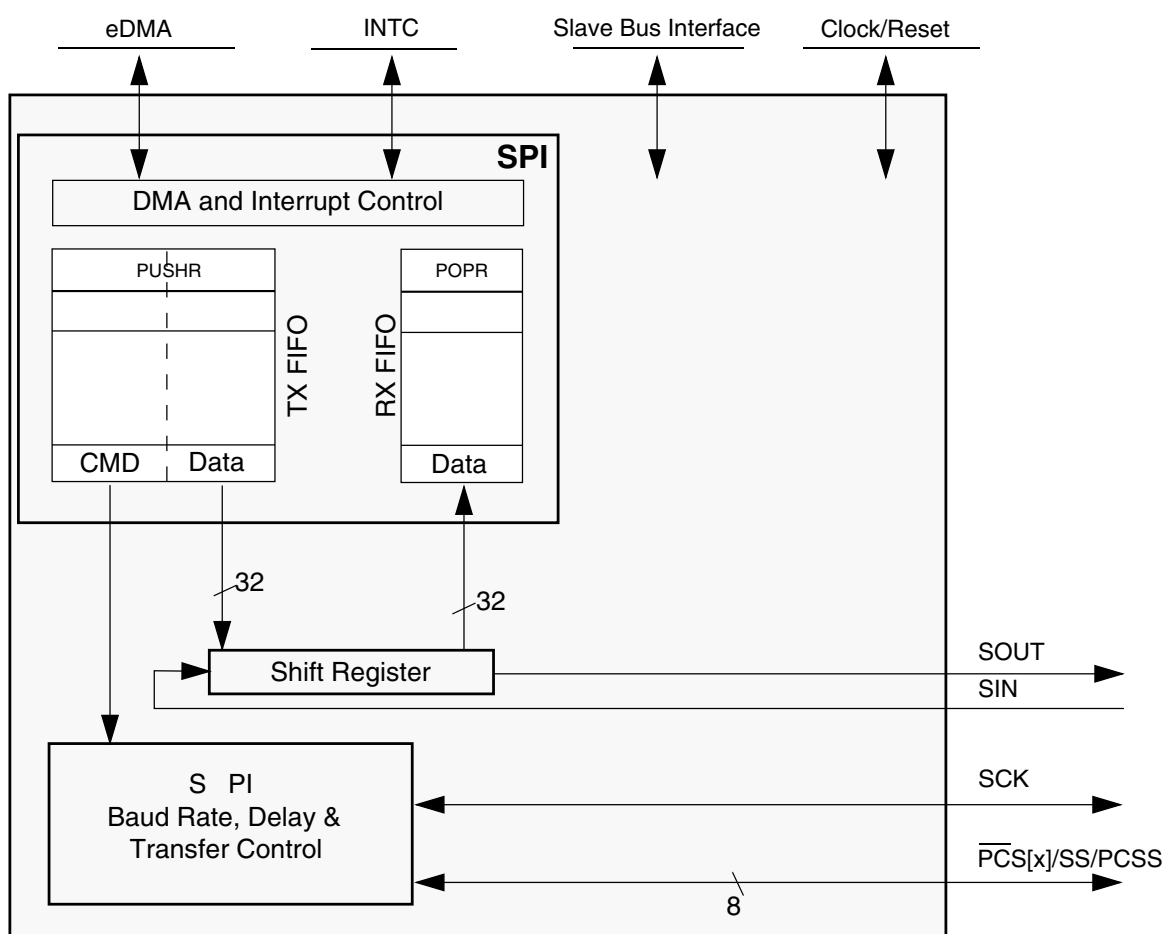 eDMA
INTC
Slave Bus Interface
Clock/Reset
SPI
DMA and Interrupt Control
PUSHR
POPR
TX FIFO
RX FIFO
CMD
Data
Data
32
32
Shift Register
SOUT
SIN
S PI
Baud Rate, Delay &
Transfer Control
SCK
P̅C̅S[x]/SS/PCSS
8